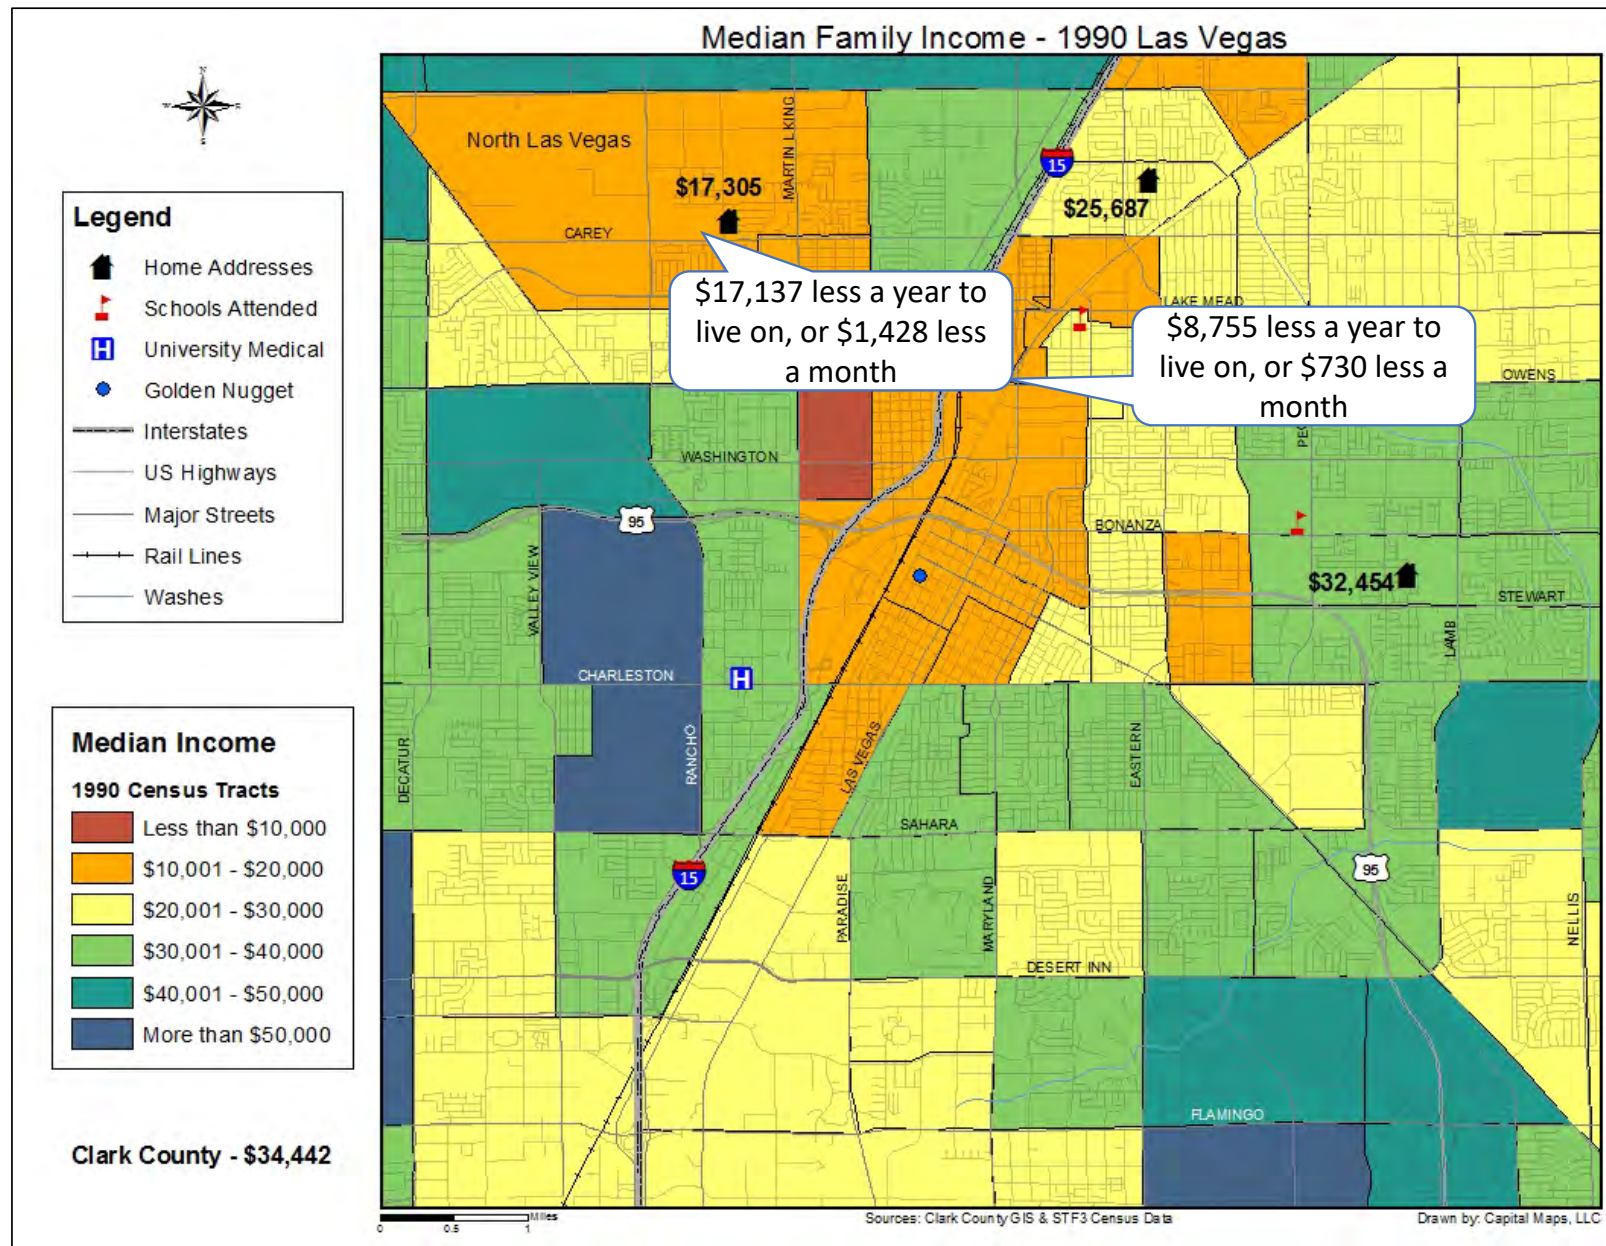 Median Family Income - 1990 Las Vegas
N
W
E
S
North Las Vegas
MARTIN L KING
15
$17,305
$25,687
CAREY
Legend
Home Addresses
Schools Attended
H University Medical
Golden Nugget
Interstates
US Highways
Major Streets
Rail Lines
Washes
$17,137 less a year to
live on, or $1,428 less
a month
LAKE MEAD
$8,755 less a year to
live on, or $730 less a
month
OWENS
WASHINGTON
95
BONANZA
VALLEY VIEW
$32,454
STEWART
LAMB
CHARLESTON
H
DECATUR
RANCHO
LAS VEGAS
EASTERN
SAHARA
15
95
PARADISE
MARYLAND
NELLIS
DESERT INN
FLAMINGO
Median Income
1990 Census Tracts
Less than $10,000
$10,001 - $20,000
$20,001 - $30,000
$30,001 - $40,000
$40,001 - $50,000
More than $50,000
Clark County - $34,442
Miles
0 0.5 1
Sources: Clark County GIS & STF3 Census Data
Drawn by: Capital Maps, LLC